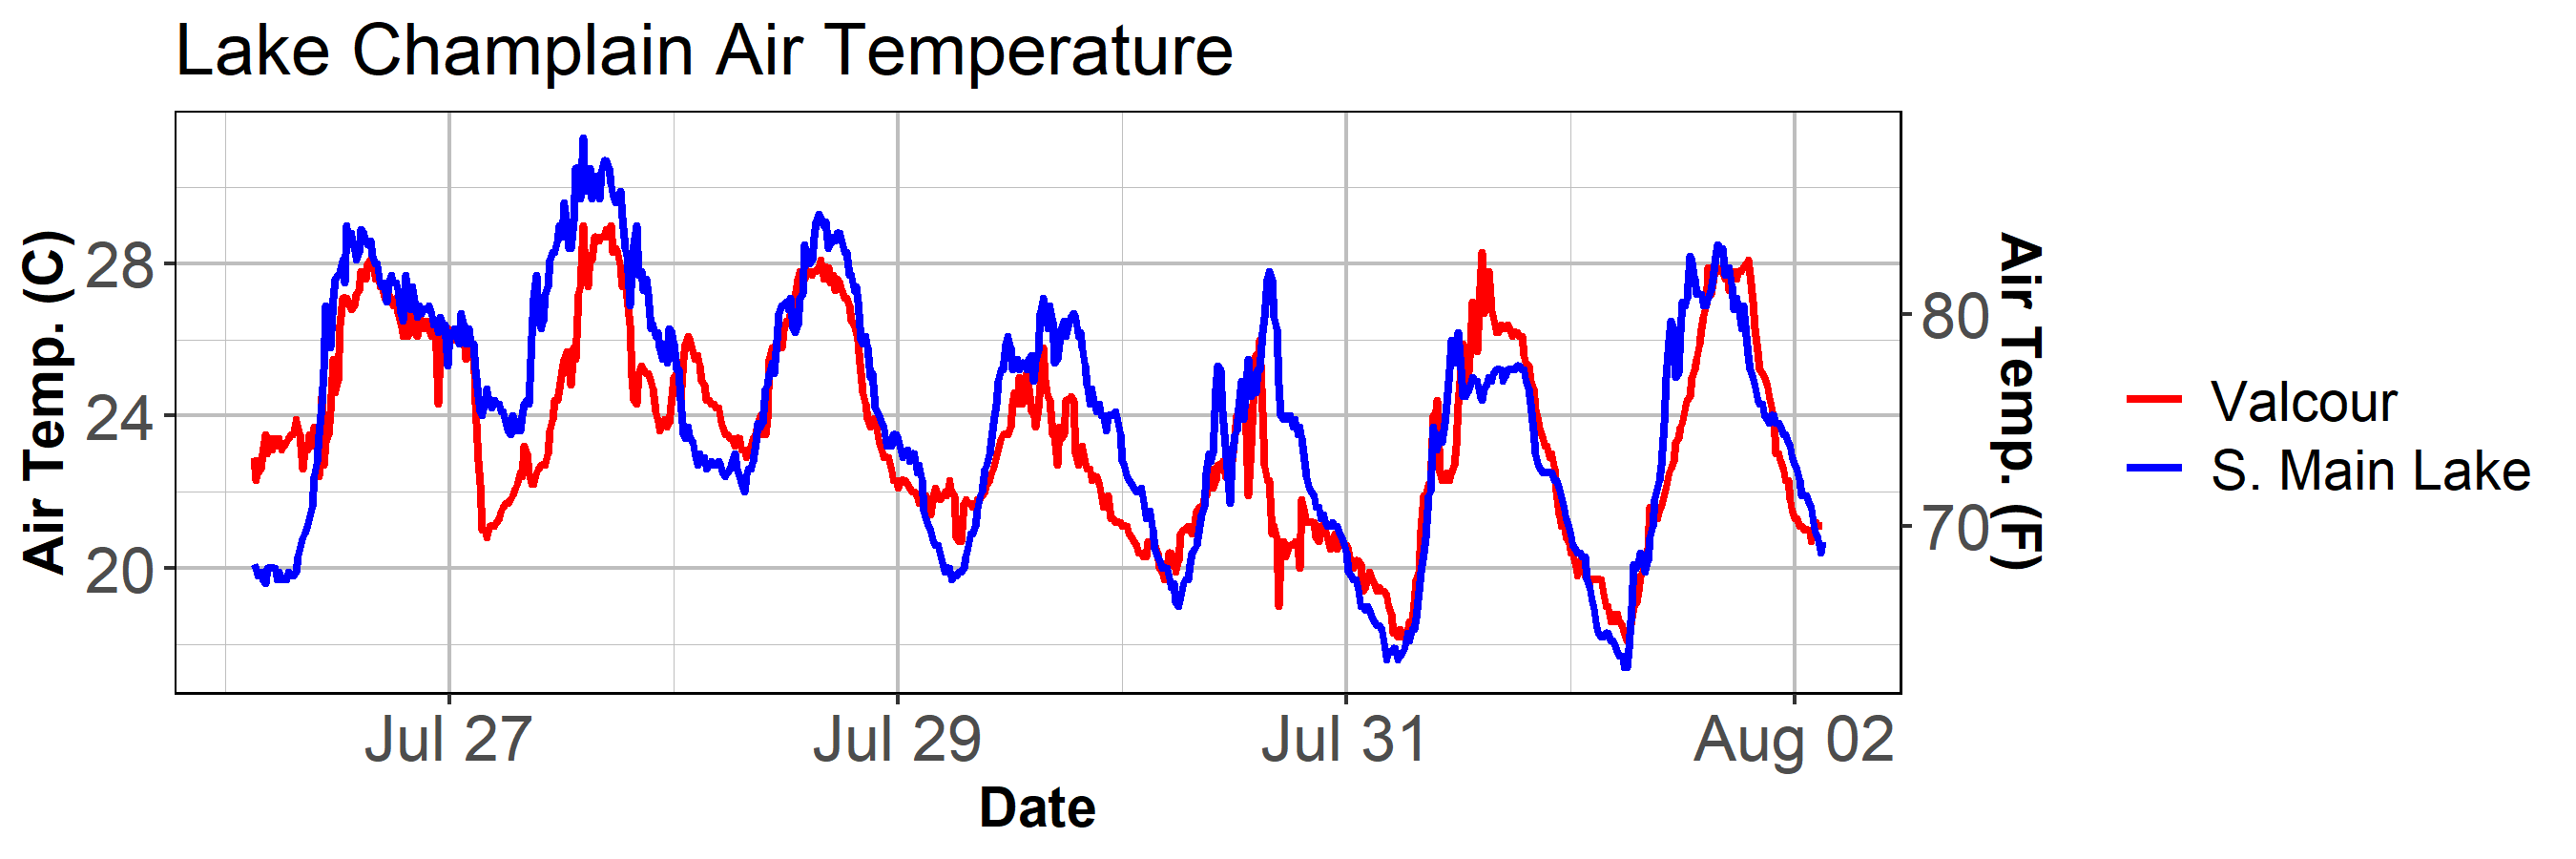 Lake Champlain Air Temperature
Air Temp. (C)
28
24
20
Air Temp. (F)
80
70
Valcour
S. Main Lake
Jul 27
Jul 29
Jul 31
Aug 02
Date